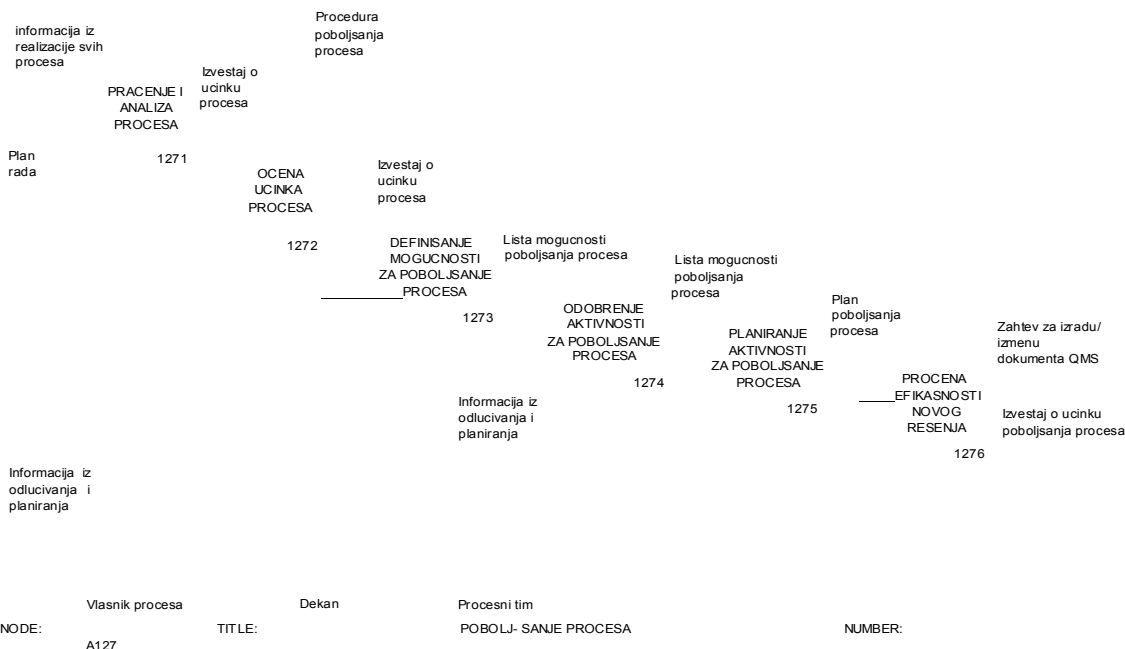 informacija iz
realizacije svih
procesa
Procedura
poboljsanja
procesa
Izvestaj o
ucinku
procesa
PRACENJE I
ANALIZA
PROCESA
1271
Plan
rada
OCENA
UCINKA
PROCESA
1272
Izvestaj o
ucinku
procesa
DEFINISANJE
MOGUCNOSTI
ZA POBOLJSANJE
PROCESA
1273
Lista mogucnosti
poboljsanja procesa
ODOBRENJE
AKTIVNOSTI
ZA POBOLJSANJE
PROCESA
1274
Lista mogucnosti
poboljsanja
procesa
PLANIRANJE
AKTIVNOSTI
ZA POBOLJSANJE
PROCESA
1275
Plan
poboljsanja
procesa
PROCENA
EFIKASNOSTI
NOVOG
RESENJA
1276
Zahtev za izradu/
izmenu
dokumenta QMS
Izvestaj o ucinku
poboljsanja procesa
Informacija iz
odlucivanja i
planiranja
Informacija iz
odlucivanja i
planiranja
Vlasnik procesa
Dekan
Procesni tim
NODE:
A127
TITLE:
POBOLJ- SANJE PROCESA
NUMBER: